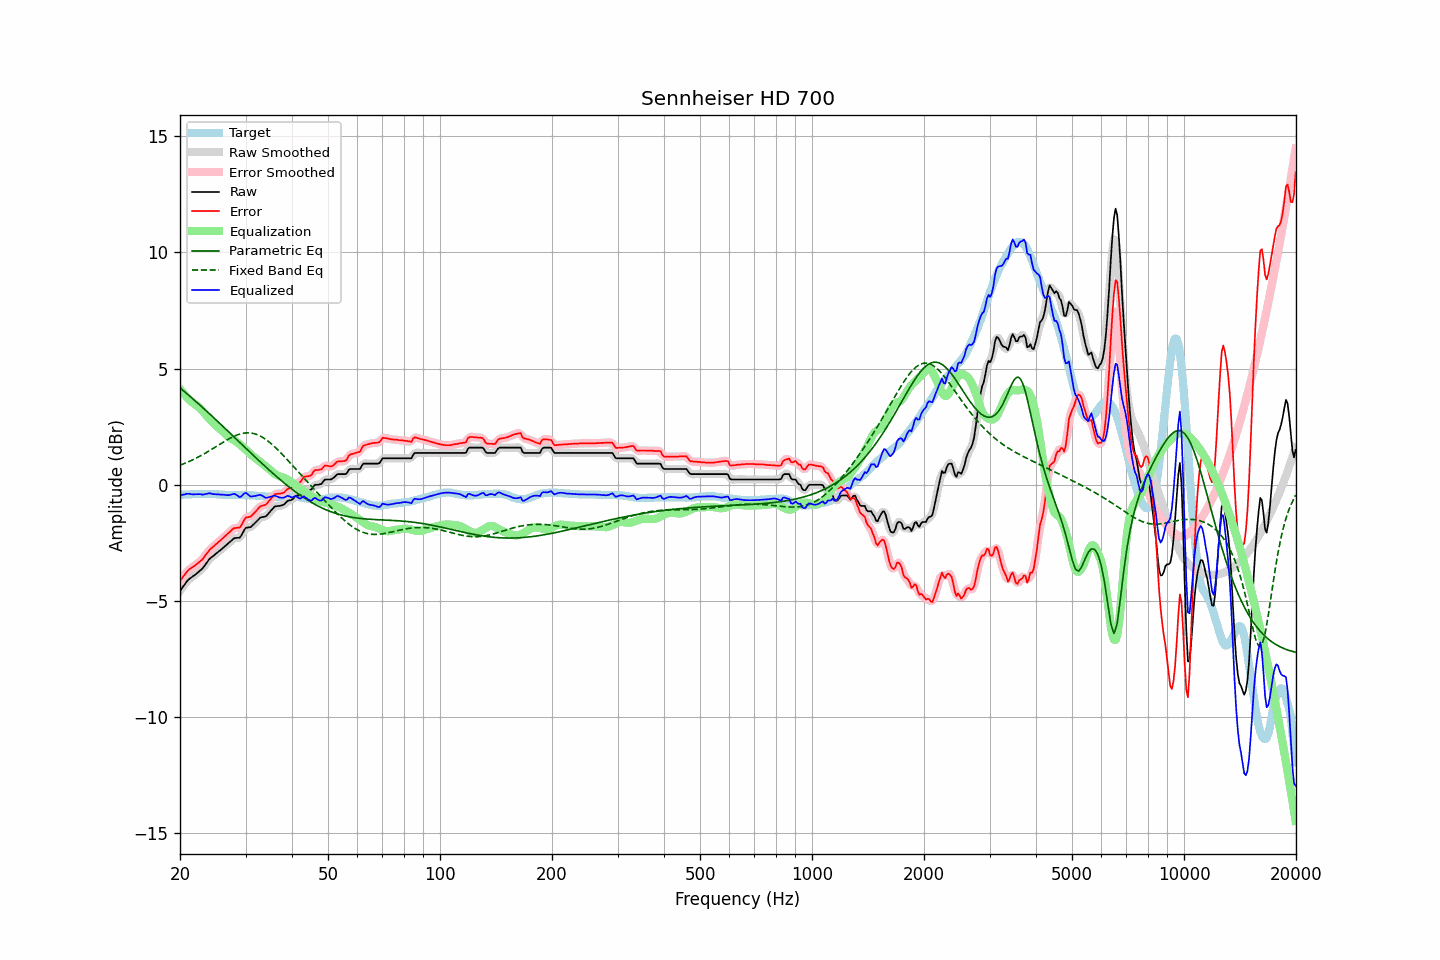 Sennheiser HD 700
Target
Raw Smoothed
Error Smoothed
Raw
Error
Equalization
Parametric Eq
Fixed Band Eq
Equalized
Amplitude (dBr)
15
10
5
0
−5
−10
−15
20 50 100 200 500 1000 2000 5000 10000 20000
Frequency (Hz)